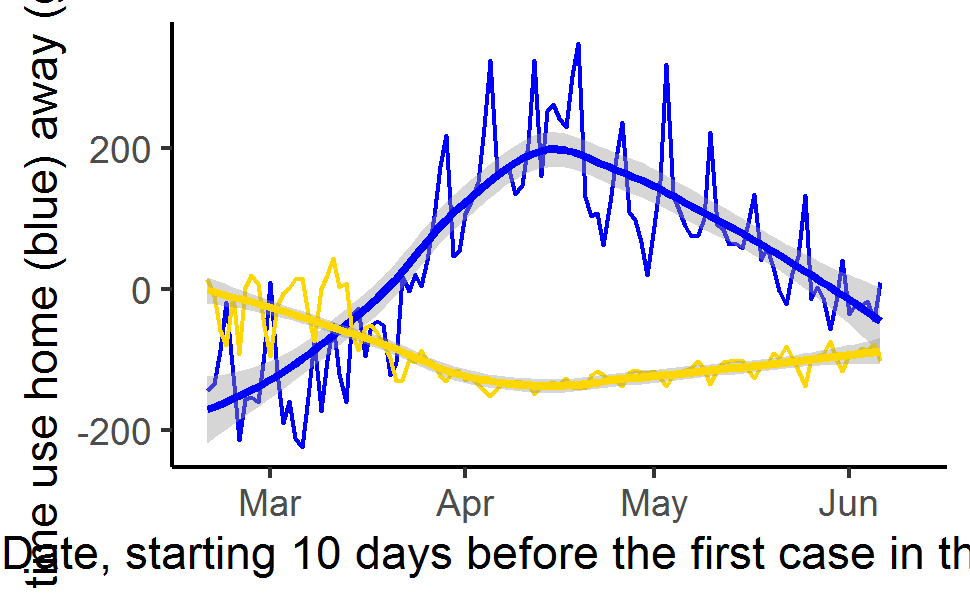 time use home (blue) away (
200
0
-200
Mar Apr May Jun
Date, starting 10 days before the first case in th